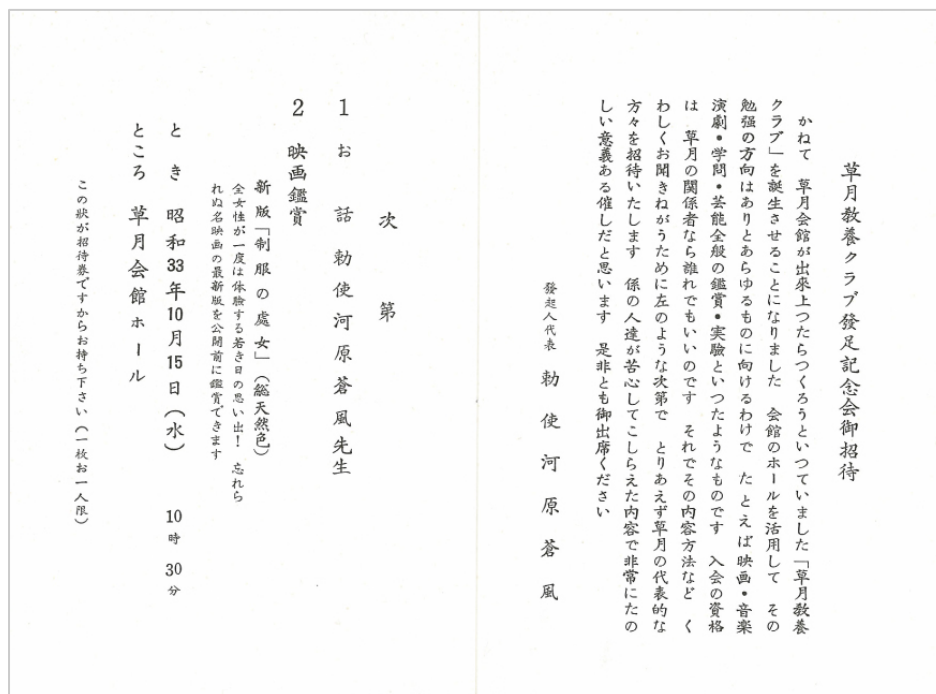 草月敎養クラブ發足記念会御招待
かねて 草月会館が出來上つたらつくろうといつていました「草月敎養
クラブ」を誕生させることになりました 会館のホールを活用して その
勉强の方向はありとあらゆるものに向けるわけで たとえば映画・音楽
演劇・学問・芸能全般の鑑賞・実験といつたようなものです 入会の資格
は 草月の関係者なら誰れでもいいのです それでその内容方法など く
わしくお聞きねがうために左のような次第で とりあえず草月の代表的な
方々を招待いたします 係の人達が苦心してこしらえた内容で非常にたの
しい意義ある催しだと思います 是非とも御出席ください
發起人代表 勅使河原蒼風
次第
1 お話 勅使河原蒼風先生
2 映画鑑賞
新版「制服の處女」(総天然色)
全女性が一度は体験する若き日の思い出! 忘れら
れぬ名映画の最新版を公開前に鑑賞できます
とき 昭和33年10月15日(水) 10時30分
ところ 草月会館ホール
この狀が招待券ですからお持ち下さい(一枚お一人限)